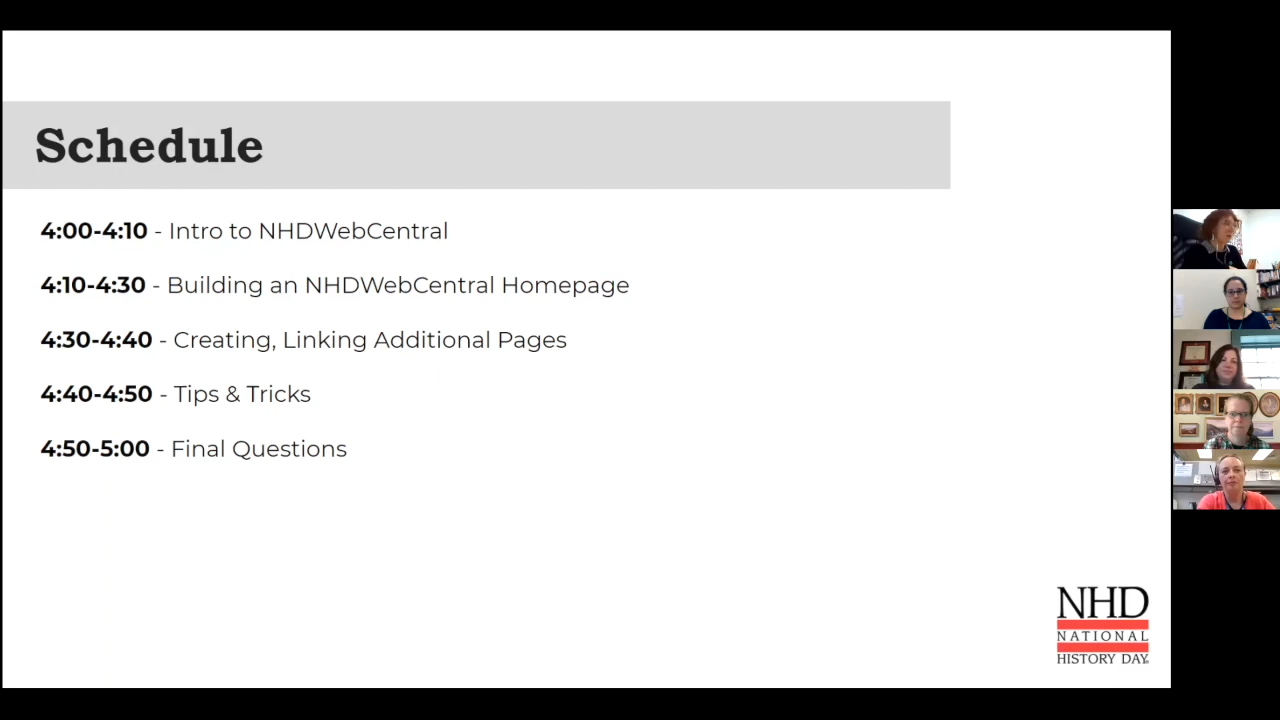 Schedule
4:00-4:10 - Intro to NHDWebCentral
4:10-4:30 - Building an NHDWebCentral Homepage
4:30-4:40 - Creating, Linking Additional Pages
4:40-4:50 - Tips & Tricks
4:50-5:00 - Final Questions
NHD
NATIONAL
HISTORY DAY